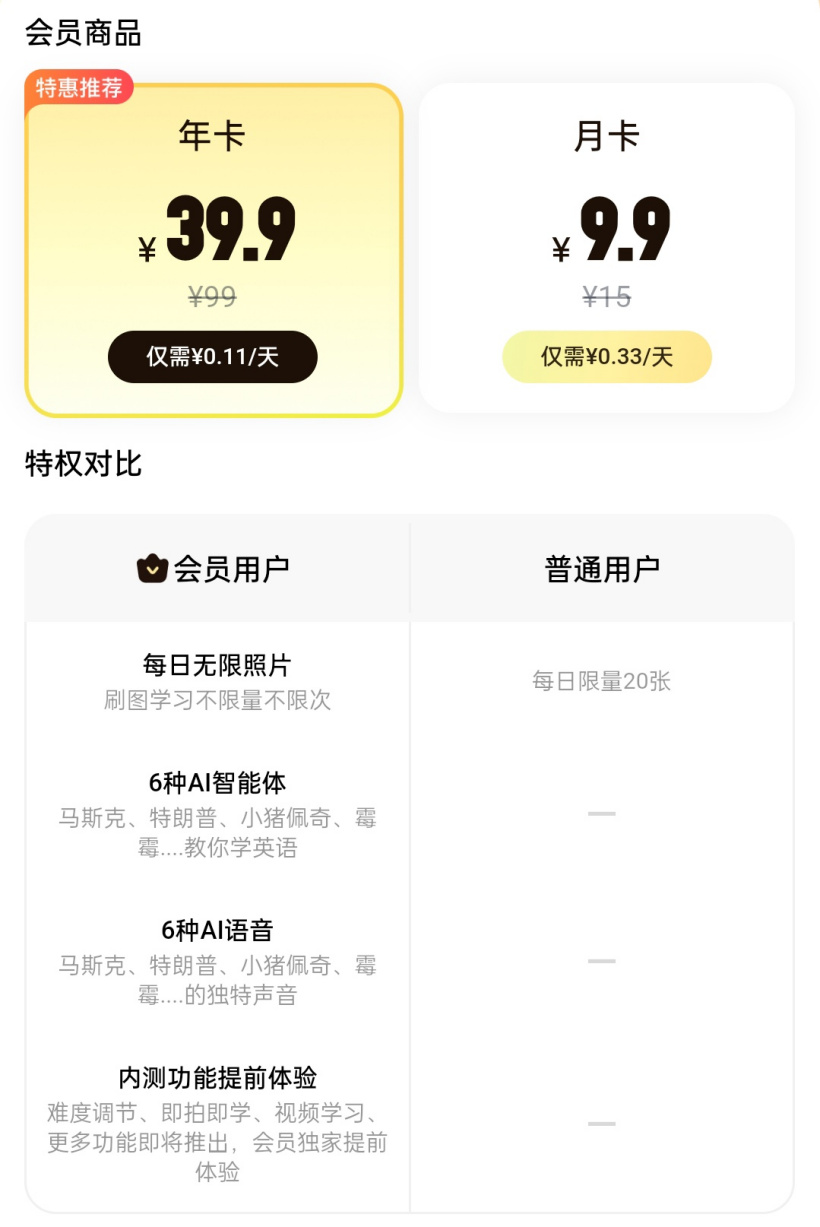 会员商品
特惠推荐
年卡
¥39.9
¥99
仅需¥0.11/天
月卡
¥9.9
¥15
仅需¥0.33/天
特权对比
会员用户
普通用户
每日无限照片
刷图学习不限量不限次
每日限量20张
6种AI智能体
马斯克、特朗普、小猪佩奇、霉
霉....教你学英语
—
6种AI语音
马斯克、特朗普、小猪佩奇、霉
霉....的独特声音
—
内测功能提前体验
难度调节、即拍即学、视频学习、
更多功能即将推出，会员独家提前
体验
—